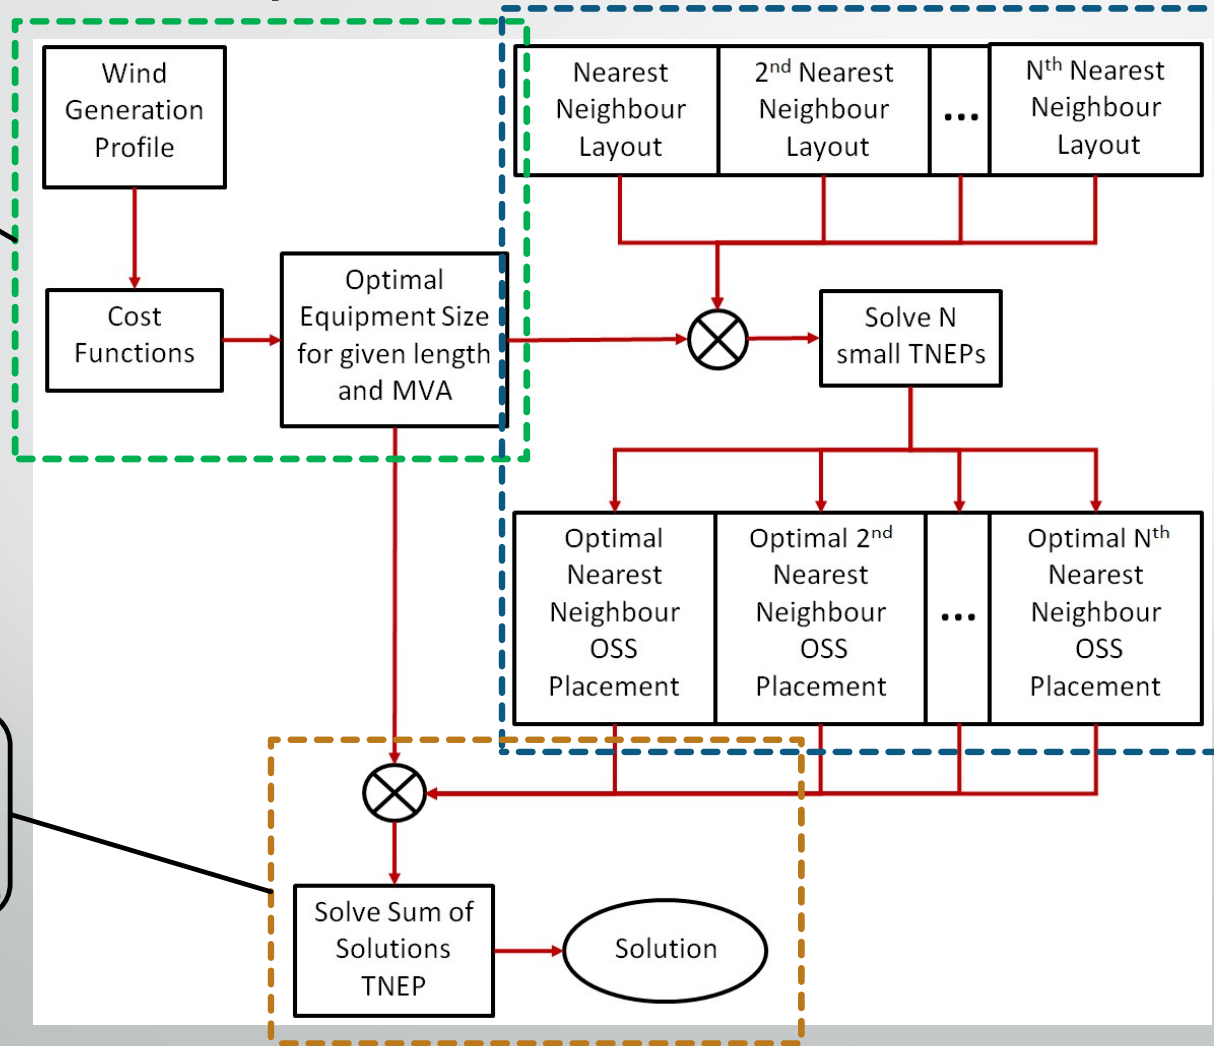 Wind
Generation
Profile
Nearest
Neighbour
Layout
2nd Nearest
Neighbour
Layout
...
Nth Nearest
Neighbour
Layout
Cost
Functions
Optimal
Equipment Size
for given length
and MVA
Solve N
small TNEPs
Optimal
Nearest
Neighbour
OSS
Placement
Optimal 2nd
Nearest
Neighbour
OSS
Placement
...
Optimal Nth
Nearest
Neighbour
OSS
Placement
Solve Sum of
Solutions
TNEP
Solution